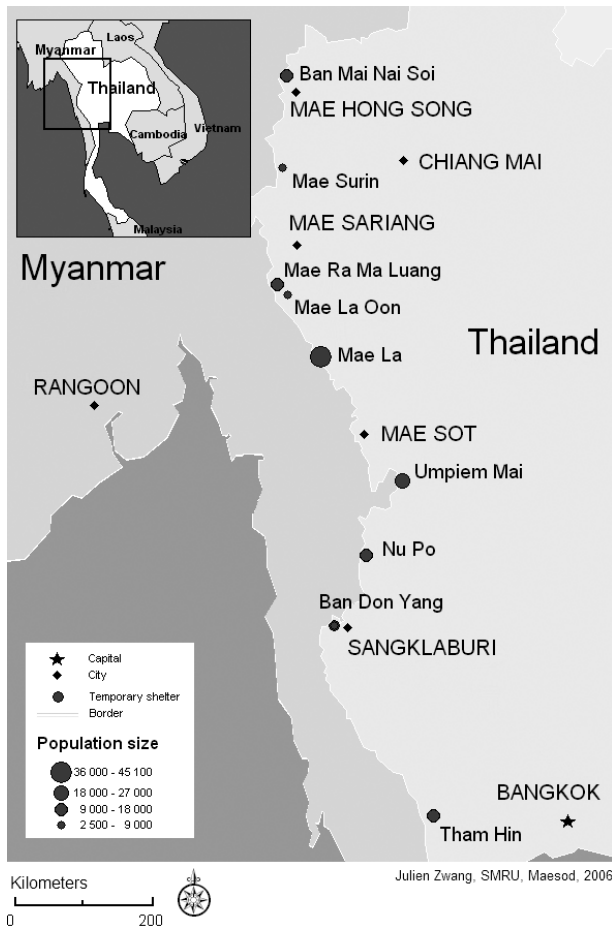 Laos
Myanmar
Thailand
Cambodia
Vietnam
Malaysia
Ban Mai Nai Soi
MAE HONG SONG
CHIANG MAI
Mae Surin
MAE SARIANG
Myanmar
Mae Ra Ma Luang
Mae La Oon
Thailand
Mae La
RANGOON
MAE SOT
Umpiem Mai
Nu Po
Ban Don Yang
SANGKLABURI
Capital
City
Temporary shelter
Border
Population size
36 000 - 45 100
18 000 - 27 000
9 000 - 18 000
2 500 - 9 000
BANGKOK
Tham Hin
Julien Zwang, SMRU, Maesod, 2006
Kilometers
0 200